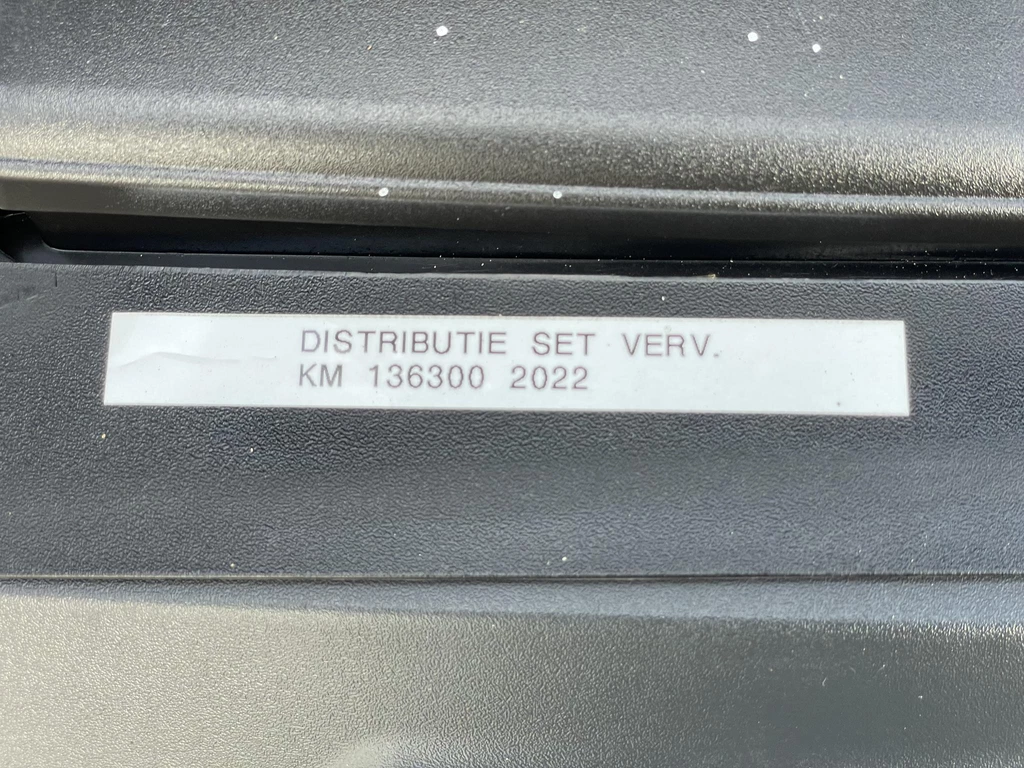 DISTRIBUTIE SET VERV.
KM 136300 2022